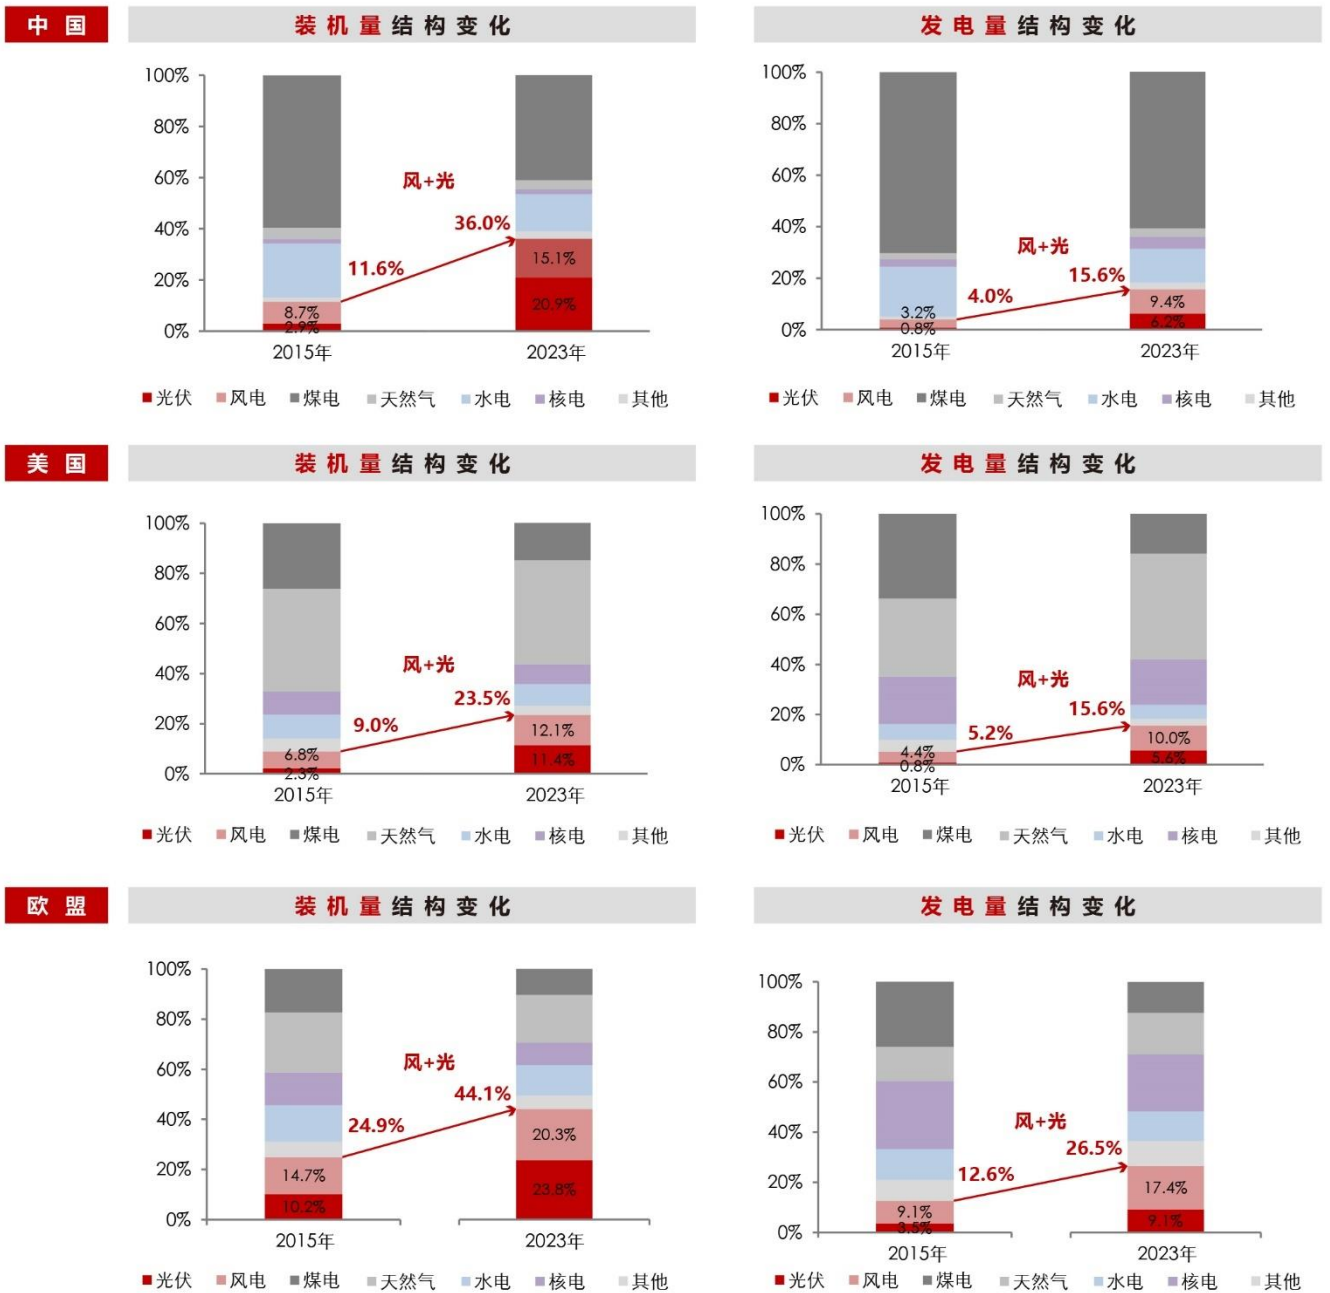 中国
装机量结构变化
发电量结构变化
100%
80%
60%
40%
20%
0%
风+光
11.6%
36.0%
8.7%
2.9%
15.1%
20.9%
2015年
2023年
光伏 风电 煤电 天然气 水电 核电 其他
100%
80%
60%
40%
20%
0%
风+光
4.0%
15.6%
3.2%
0.8%
9.4%
6.2%
2015年
2023年
光伏 风电 煤电 天然气 水电 核电 其他
美国
装机量结构变化
发电量结构变化
100%
80%
60%
40%
20%
0%
风+光
9.0%
23.5%
6.8%
2.3%
12.1%
11.4%
2015年
2023年
光伏 风电 煤电 天然气 水电 核电 其他
100%
80%
60%
40%
20%
0%
风+光
5.2%
15.6%
4.4%
0.8%
10.0%
5.6%
2015年
2023年
光伏 风电 煤电 天然气 水电 核电 其他
欧盟
装机量结构变化
发电量结构变化
100%
80%
60%
40%
20%
0%
风+光
24.9%
44.1%
14.7%
10.2%
20.3%
23.8%
2015年
2023年
光伏 风电 煤电 天然气 水电 核电 其他
100%
80%
60%
40%
20%
0%
风+光
12.6%
26.5%
9.1%
3.5%
17.4%
9.1%
2015年
2023年
光伏 风电 煤电 天然气 水电 核电 其他